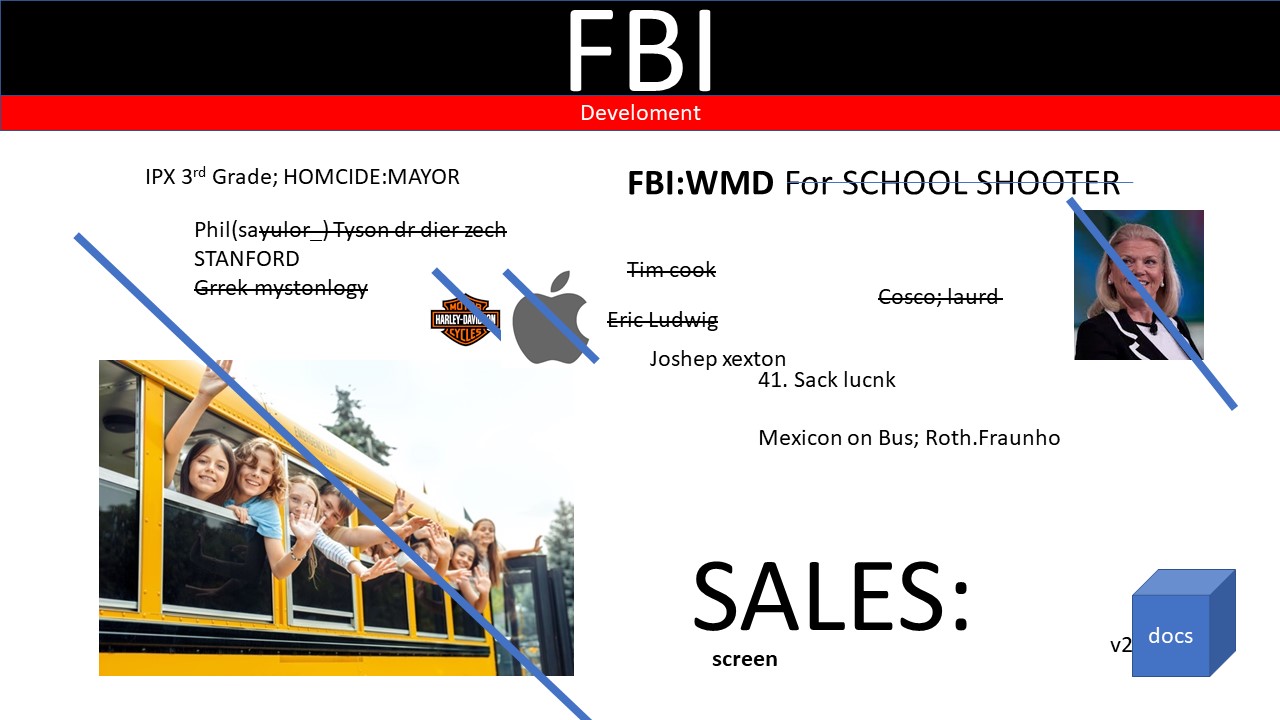 FBI
Develoment
IPX 3rd Grade; HOMCIDE:MAYOR
FBI:WMD For SCHOOL SHOOTER
Phil(sayulor_) Tyson dr dier zech
STANFORD
Grrek mystonlogy
Tim cook
Cosco; laurd
MOTOR
HARLEY-DAVIDSON
CYCLES
Eric Ludwig
Joshep xexton
41. Sack lucnk
Mexicon on Bus; Roth.Fraunho
SALES:
screen
v2
docs